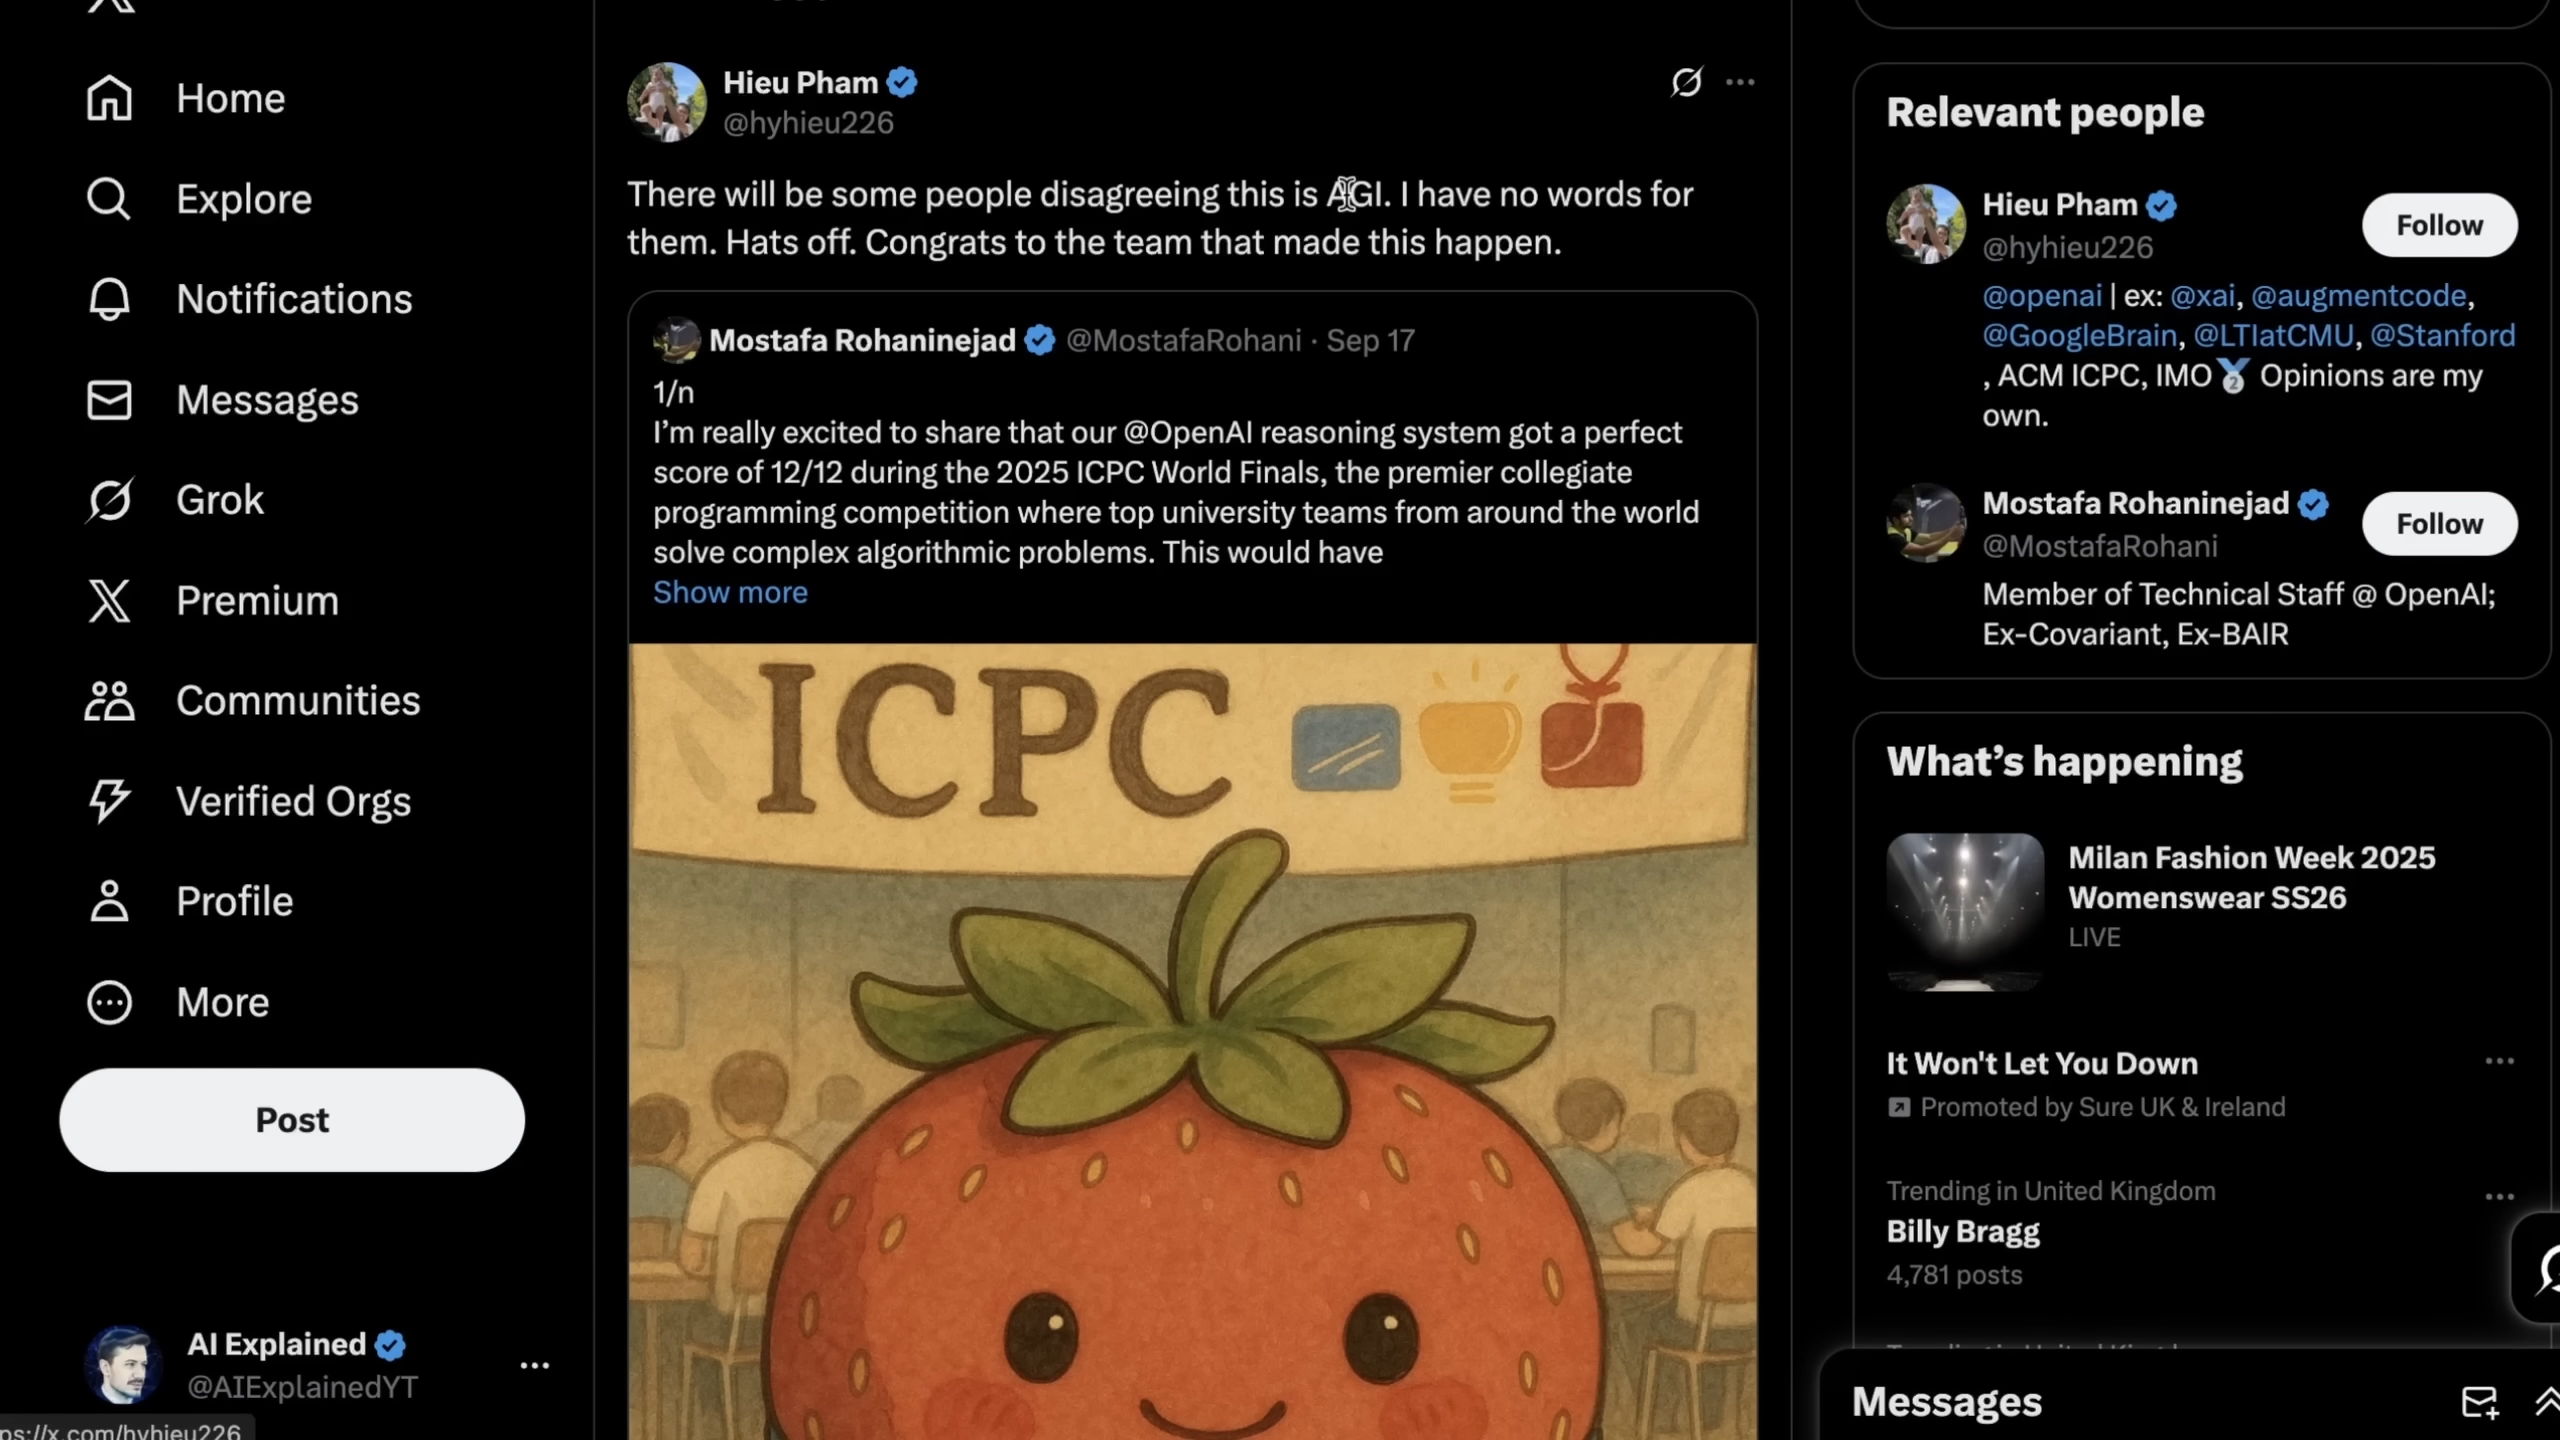 Home
Explore
Notifications
Messages
Grok
Premium
Communities
Verified Orgs
Profile
More
Post
AI Explained
@AIExplainedYT
ps://x.com/hyhieu226
Hieu Pham
@hyhieu226
There will be some people disagreeing this is AGI. I have no words for
them. Hats off. Congrats to the team that made this happen.
Mostafa Rohaninejad @MostafaRohani · Sep 17
1/n
I’m really excited to share that our @OpenAI reasoning system got a perfect
score of 12/12 during the 2025 ICPC World Finals, the premier collegiate
programming competition where top university teams from around the world
solve complex algorithmic problems. This would have
Show more
ICPC
Relevant people
Hieu Pham
@hyhieu226
Follow
@openai | ex: @xai, @augmentcode,
@GoogleBrain, @LTIatCMU, @Stanford
, ACM ICPC, IMO🥈 Opinions are my
own.
Mostafa Rohaninejad
@MostafaRohani
Follow
Member of Technical Staff @ OpenAI;
Ex-Covariant, Ex-BAIR
What’s happening
Milan Fashion Week 2025
Womenswear SS26
LIVE
It Won't Let You Down
Promoted by Sure UK & Ireland
Trending in United Kingdom
Billy Bragg
4,781 posts
Messages